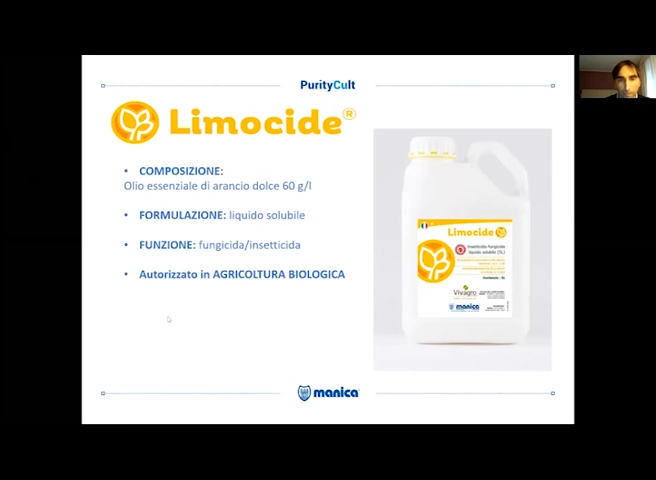 PurityCult
Limocide®
• COMPOSIZIONE:
Olio essenziale di arancio dolce 60 g/l
• FORMULAZIONE: liquido solubile
• FUNZIONE: fungicida/insetticida
• Autorizzato in AGRICOLTURA BIOLOGICA
Limocide
Insetticida-fungicida
liquido solubile (SL)
Vivagro
manica
manica